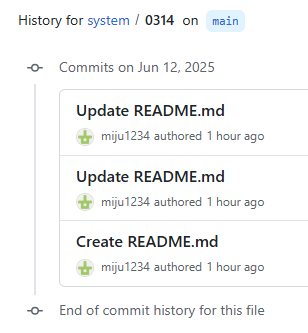 History for system / 0314 on main
Commits on Jun 12, 2025
Update README.md
miju1234 authored 1 hour ago
Update README.md
miju1234 authored 1 hour ago
Create README.md
miju1234 authored 1 hour ago
End of commit history for this file